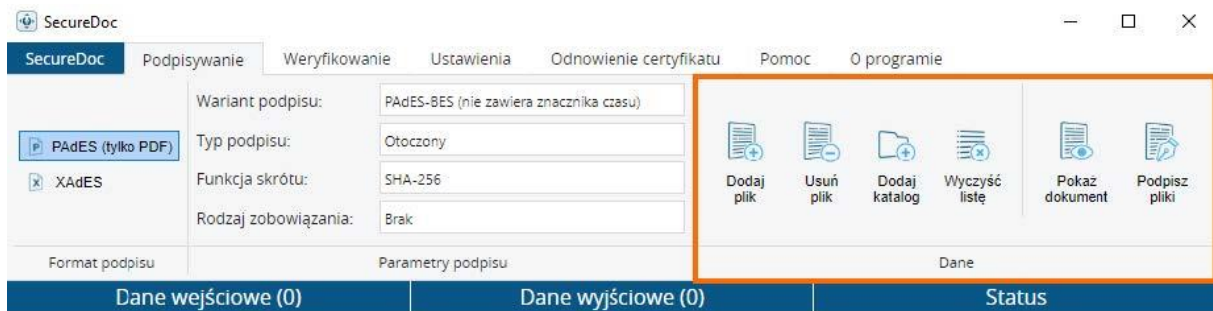 SecureDoc
SecureDoc Podpisywanie Weryfikowanie Ustawienia Odnowienie certyfikatu Pomoc O programie
PAdES (tylko PDF)
XAdES
Format podpisu
Wariant podpisu: PAdES-BES (nie zawiera znacznika czasu)
Typ podpisu: Otoczony
Funkcja skrótu: SHA-256
Rodzaj zobowiązania: Brak
Parametry podpisu
Dodaj plik
Usuń plik
Dodaj katalog
Wyczyść listę
Pokaż dokument
Podpisz pliki
Dane
Dane wejściowe (0) Dane wyjściowe (0) Status